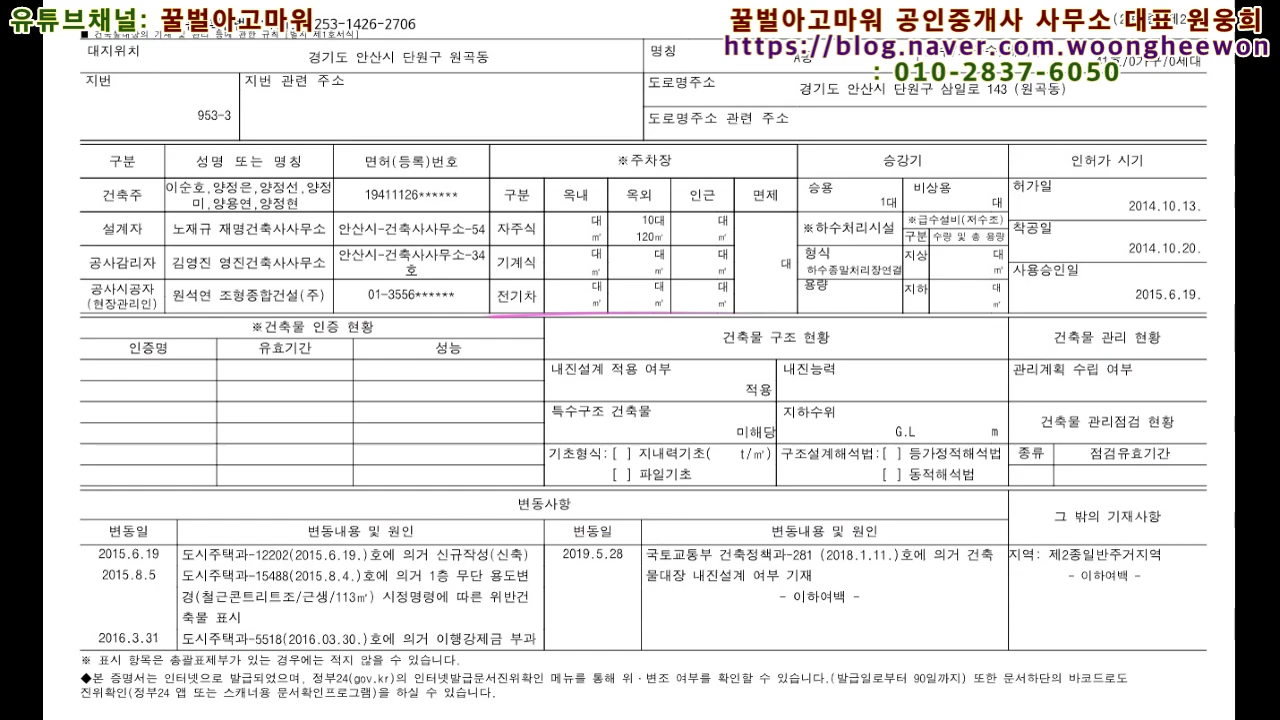 유튜브채널: 꿀벌아고마워
꿀벌아고마워 공인중개사 사무소 대표 원웅희
https://blog.naver.com.woongheewon
: 010-2837-6050
253-1426-2706
대지위치
경기도 안산시 단원구 원곡동
명칭
지번
953-3
지번 관련 주소
도로명주소
경기도 안산시 단원구 삼일로 143 (원곡동)
도로명주소 관련 주소
구분 성명 또는 명칭 면허(등록)번호 ※주차장 승강기 인허가 시기
건축주 이순호,양정은,양정선,양정미,양용연,양정현 19411126******
구분 옥내 옥외 인근 면제
승용 1대 비상용 대
허가일 2014.10.13.
설계자 노재규 재명건축사사무소 안산시-건축사사무소-54
자주식 대 ㎡ 10대 120㎡ 대 ㎡ 대
※하수처리시설 ※급수설비(저수조)
구분 수량 및 총 용량
착공일 2014.10.20.
공사감리자 김영진 영진건축사사무소 안산시-건축사사무소-34호
기계식 대 ㎡ 대 ㎡ 대 ㎡
형식 하수종말처리장연결
지상 대 ㎡
사용승인일 2015.6.19.
공사시공자 (현장관리인) 원석연 조형종합건설(주) 01-3556******
전기차 대 ㎡ 대 ㎡ 대 ㎡
용량
지하 대 ㎡
※건축물 인증 현황 건축물 구조 현황 건축물 관리 현황
인증명 유효기간 성능
내진설계 적용 여부 적용
내진능력
관리계획 수립 여부
특수구조 건축물 미해당
지하수위 G.L m
건축물 관리점검 현황
기초형식:[ ] 지내력기초( t/㎡)
[ ] 파일기초
구조설계해석법:[ ] 등가정적해석법
[ ] 동적해석법
종류 점검유효기간
변동사항
그 밖의 기재사항
변동일 변동내용 및 원인 변동일 변동내용 및 원인
2015.6.19 도시주택과-12202(2015.6.19.)호에 의거 신규작성(신축)
2015.8.5 도시주택과-15488(2015.8.4.)호에 의거 1층 무단 용도변
경(철근콘트리트조/근생/113㎡) 시정명령에 따른 위반건
축물 표시
2016.3.31 도시주택과-5518(2016.03.30.)호에 의거 이행강제금 부과
2019.5.28 국토교통부 건축정책과-281 (2018.1.11.)호에 의거 건축
물대장 내진설계 여부 기재
- 이하여백 -
지역: 제2종일반주거지역
- 이하여백 -
※ 표시 항목은 총괄표제부가 있는 경우에는 적지 않을 수 있습니다.
◆본 증명서는 인터넷으로 발급되었으며, 정부24(gov.kr)의 인터넷발급문서진위확인 메뉴를 통해 위·변조 여부를 확인할 수 있습니다.(발급일로부터 90일까지) 또한 문서하단의 바코드로도
진위확인(정부24 앱 또는 스캐너용 문서확인프로그램)을 하실 수 있습니다.